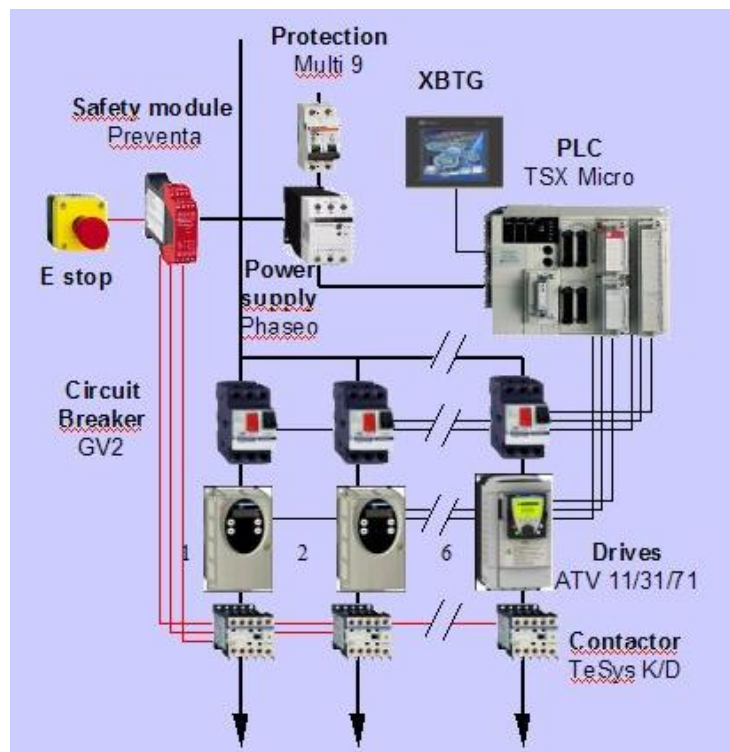 Protection
Multi 9
XBTG
Safety module
Preventa
PLC
TSX Micro
E stop
Power
supply
Phaseo
Circuit
Breaker
GV2
1
2
6
Drives
ATV 11/31/71
Contactor
TeSys K/D